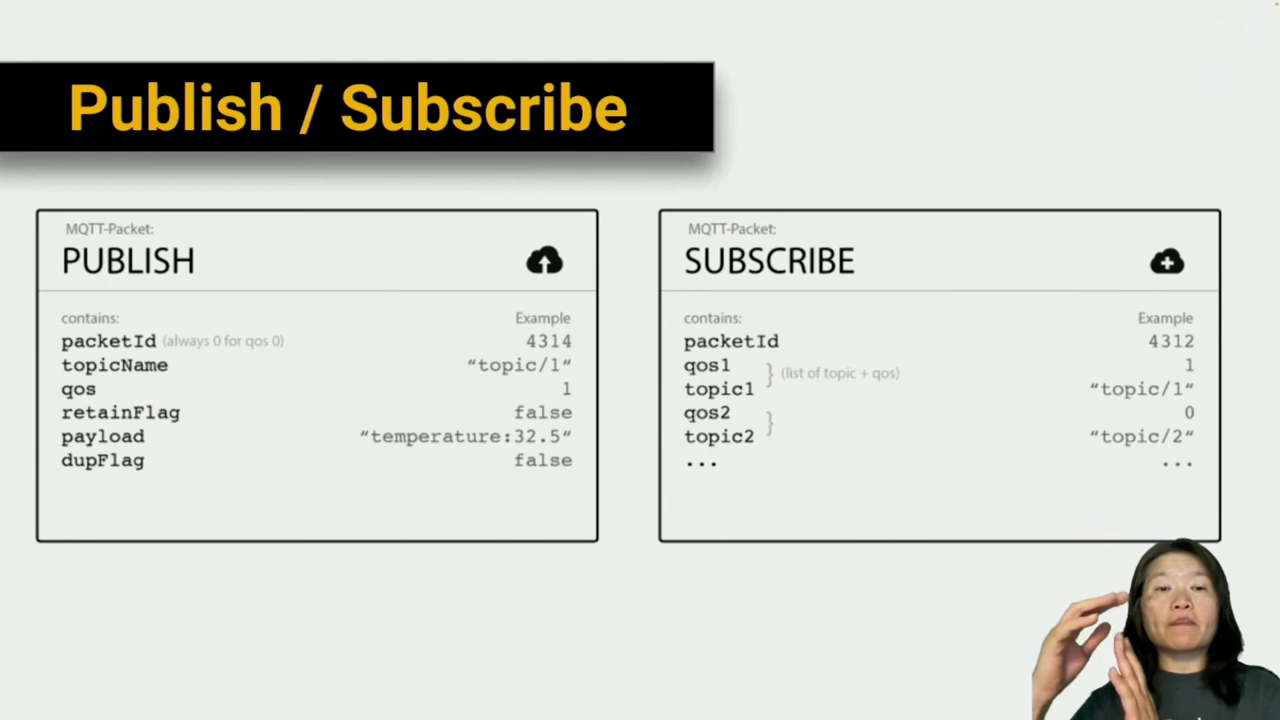 Publish / Subscribe
MQTT-Packet:
PUBLISH
contains: Example
packetId (always 0 for qos 0) 4314
topicName “topic/1“
qos 1
retainFlag false
payload “temperature:32.5“
dupFlag false
MQTT-Packet:
SUBSCRIBE
contains: Example
packetId 4312
qos1 } (list of topic + qos) 1
topic1 “topic/1“
qos2 } 0
topic2 “topic/2“
... ...